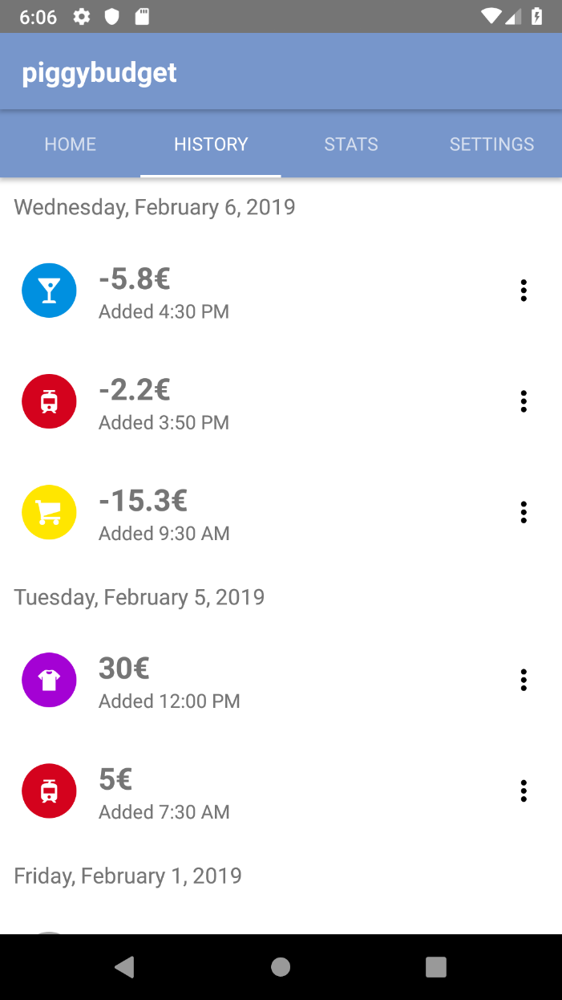 6:06
piggybudget
HOME HISTORY STATS SETTINGS
Wednesday, February 6, 2019
-5.8€
Added 4:30 PM
-2.2€
Added 3:50 PM
-15.3€
Added 9:30 AM
Tuesday, February 5, 2019
30€
Added 12:00 PM
5€
Added 7:30 AM
Friday, February 1, 2019